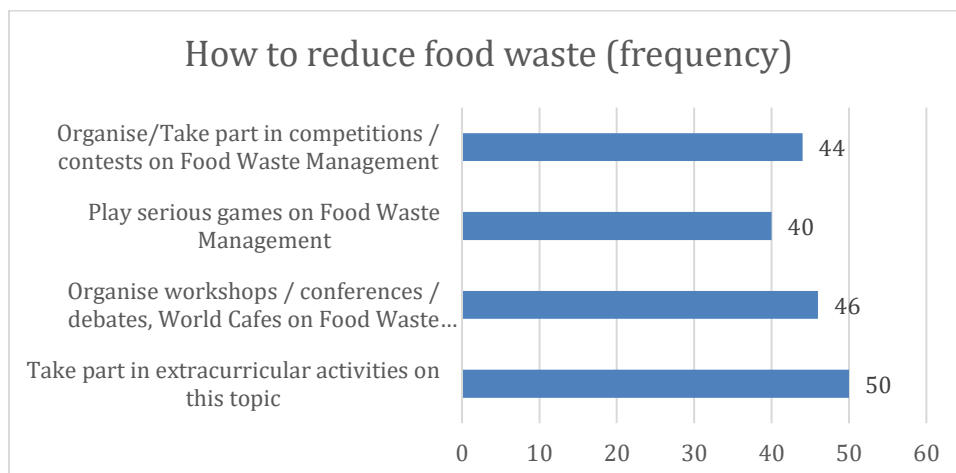 How to reduce food waste (frequency)
Organise/Take part in competitions /
contests on Food Waste Management
44
Play serious games on Food Waste
Management
40
Organise workshops / conferences /
debates, World Cafes on Food Waste...
46
Take part in extracurricular activities on
this topic
50
0 10 20 30 40 50 60